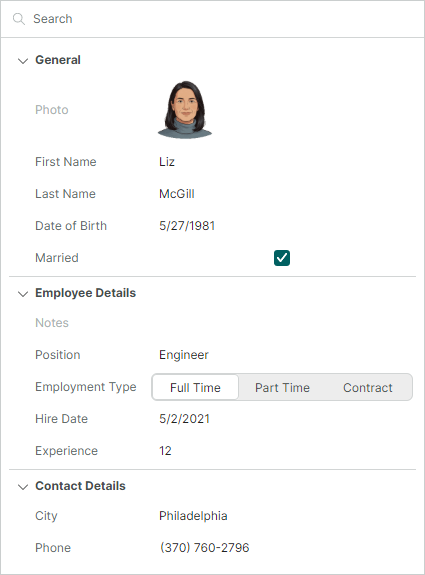 Search
General
Photo
First Name Liz
Last Name McGill
Date of Birth 5/27/1981
Married
Employee Details
Notes
Position Engineer
Employment Type Full Time Part Time Contract
Hire Date 5/2/2021
Experience 12
Contact Details
City Philadelphia
Phone (370) 760-2796